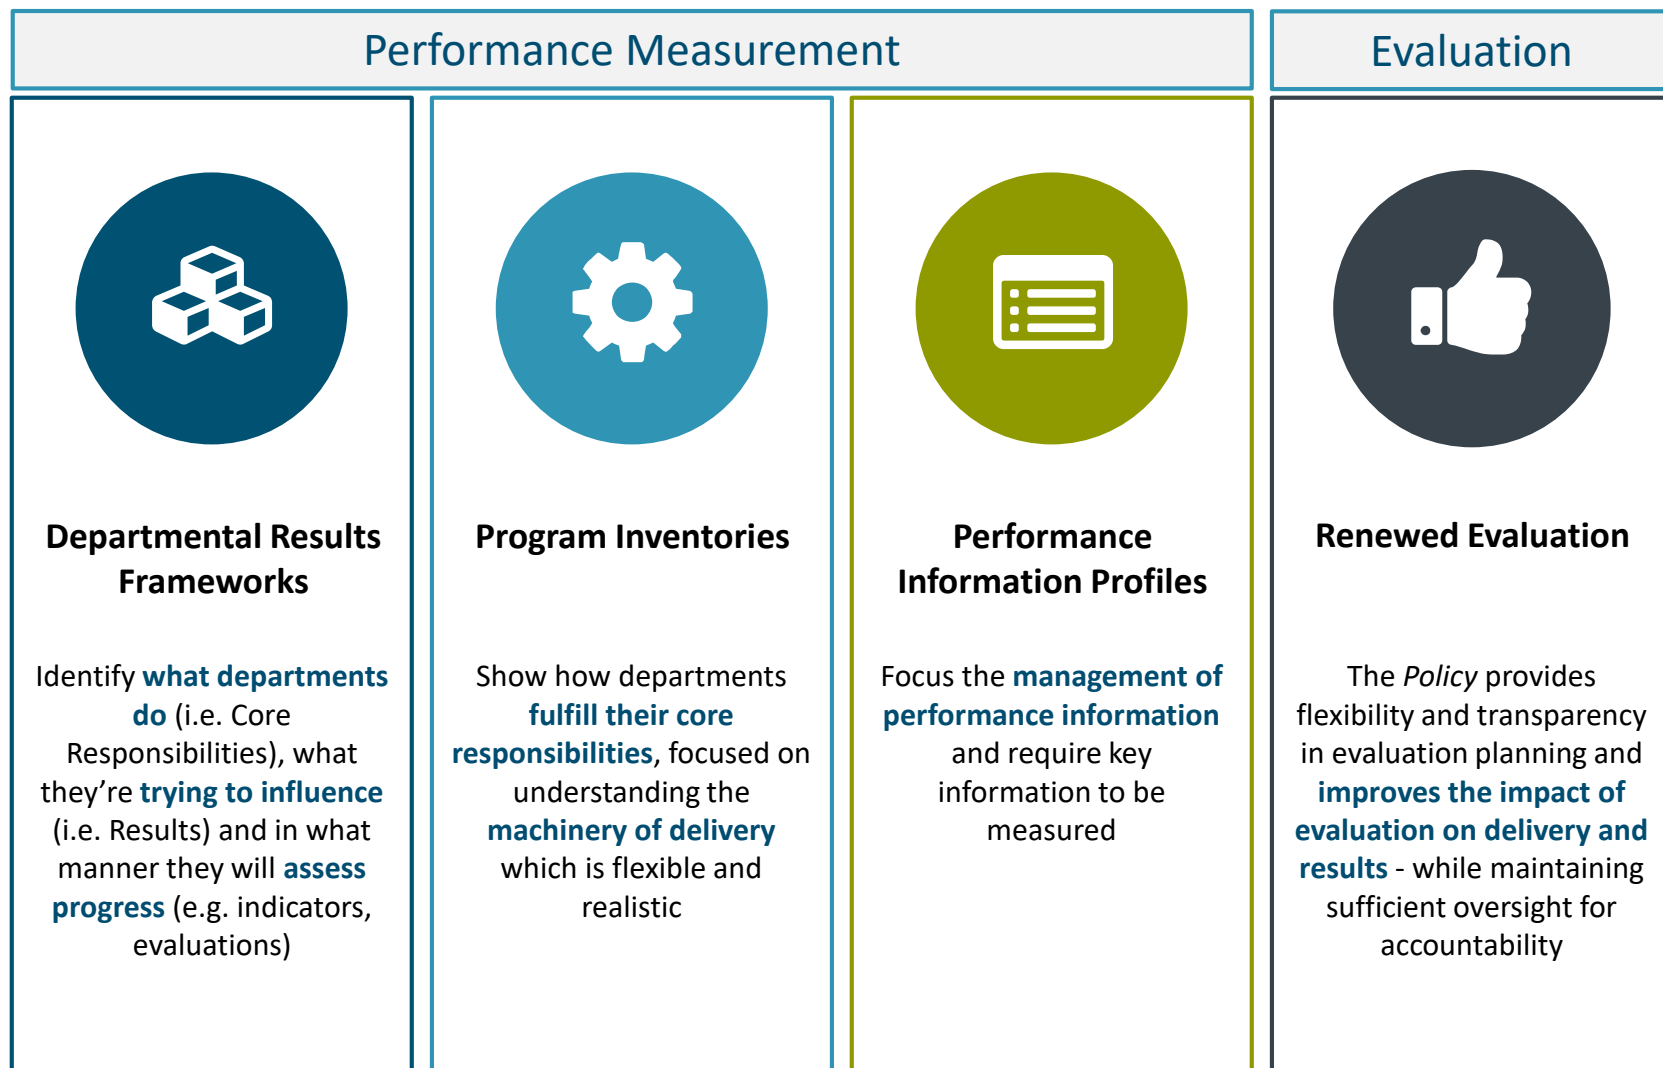 Performance Measurement
Evaluation
Departmental Results
Frameworks
Identify what departments
do (i.e. Core
Responsibilities), what
they’re trying to influence
(i.e. Results) and in what
manner they will assess
progress (e.g. indicators,
evaluations)
Program Inventories
Show how departments
fulfill their core
responsibilities, focused on
understanding the
machinery of delivery
which is flexible and
realistic
Performance
Information Profiles
Focus the management of
performance information
and require key
information to be
measured
Renewed Evaluation
The Policy provides
flexibility and transparency
in evaluation planning and
improves the impact of
evaluation on delivery and
results - while maintaining
sufficient oversight for
accountability